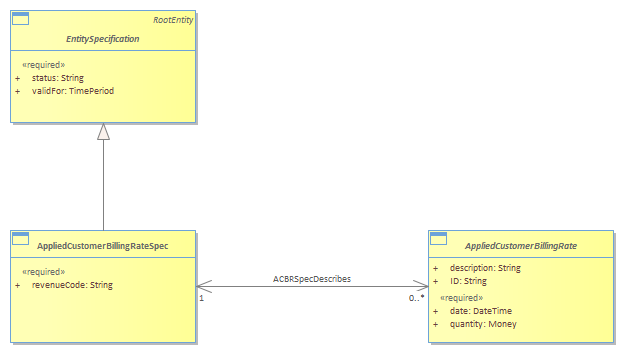 RootEntity
EntitySpecification
«required»
+ status: String
+ validFor: TimePeriod
AppliedCustomerBillingRateSpec
«required»
+ revenueCode: String
ACBRSpecDescribes
1
0..*
AppliedCustomerBillingRate
+ description: String
+ ID: String
«required»
+ date: DateTime
+ quantity: Money